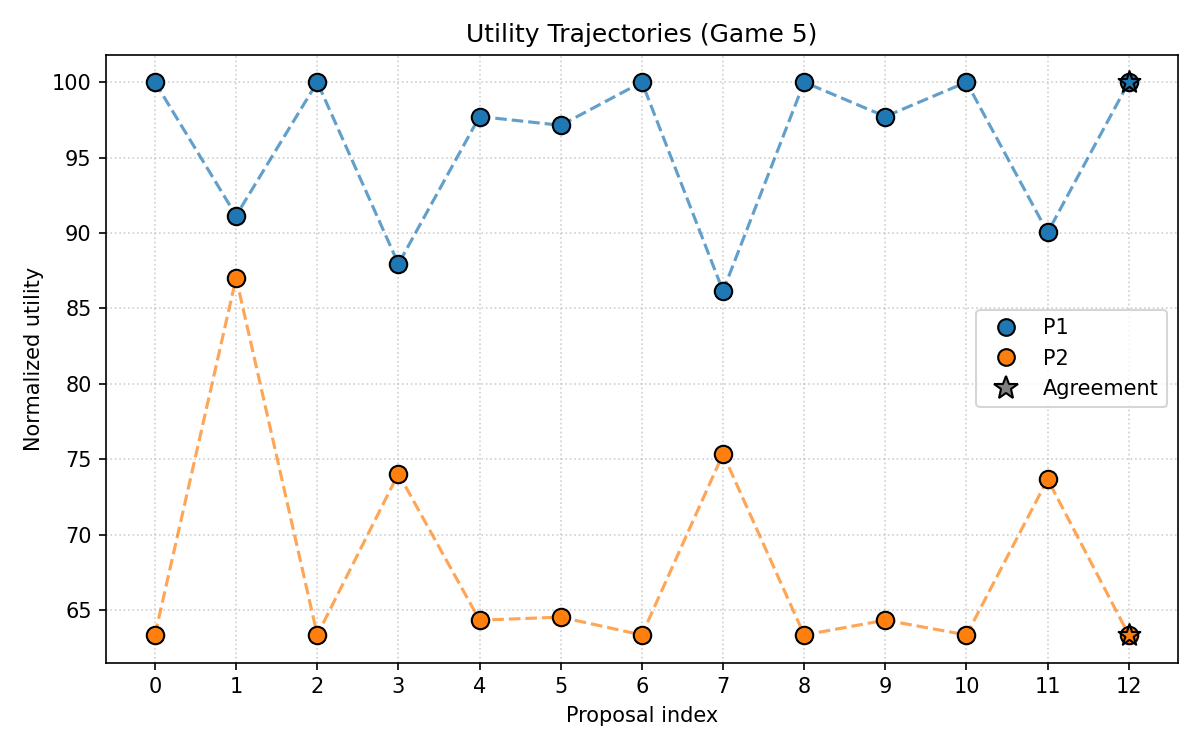 Utility Trajectories (Game 5)
Normalized utility
100
95
90
85
80
75
70
65
P1
P2
Agreement
0 1 2 3 4 5 6 7 8 9 10 11 12
Proposal index